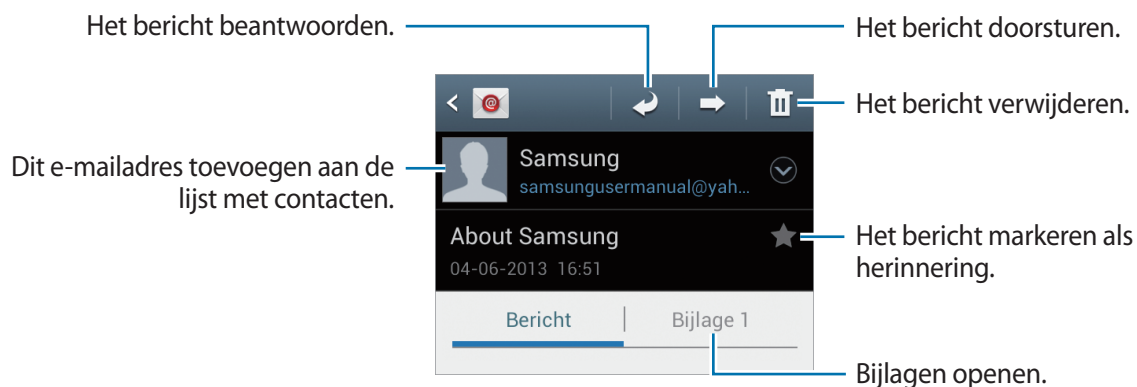 Het bericht beantwoorden.
Het bericht doorsturen.
Het bericht verwijderen.
Dit e-mailadres toevoegen aan de
lijst met contacten.
Samsung
samsungusermanual@yah...
About Samsung
04-06-2013 16:51
Het bericht markeren als
herinnering.
Bericht
Bijlage 1
Bijlagen openen.